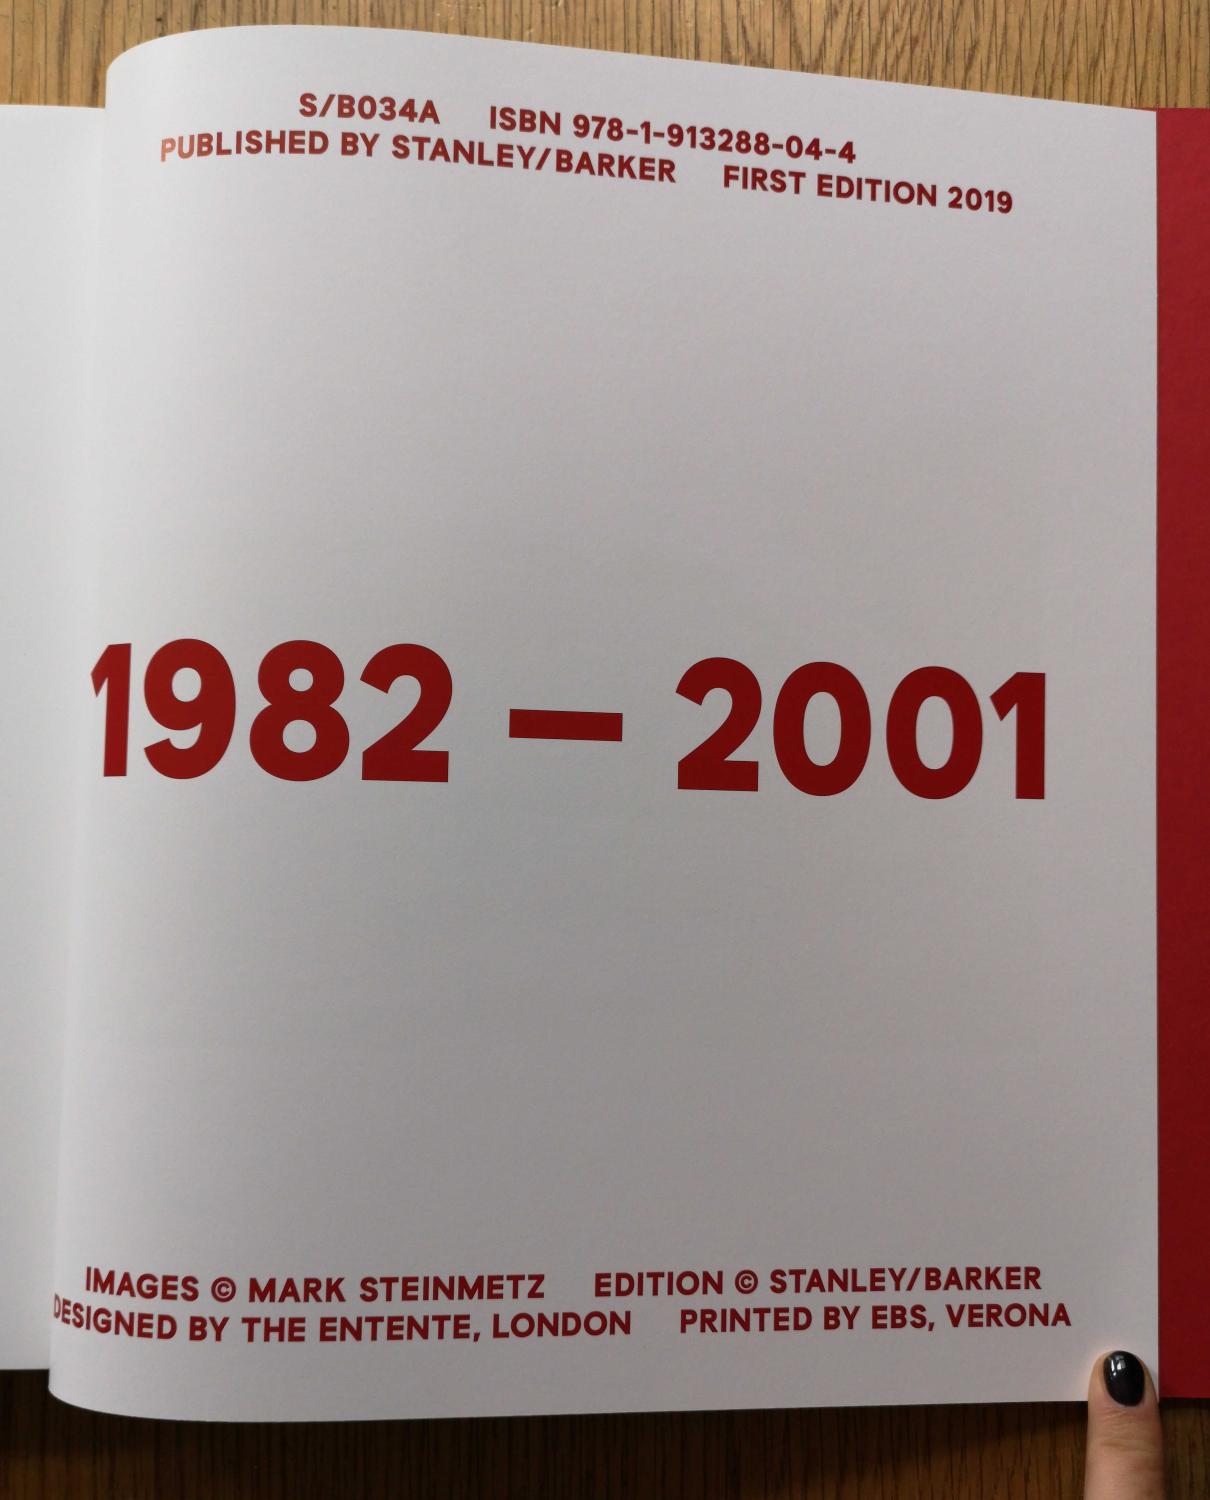 S/B034A ISBN 978-1-913288-04-4
PUBLISHED BY STANLEY/BARKER FIRST EDITION 2019
1982 – 2001
IMAGES © MARK STEINMETZ EDITION © STANLEY/BARKER
DESIGNED BY THE ENTENTE, LONDON PRINTED BY EBS, VERONA